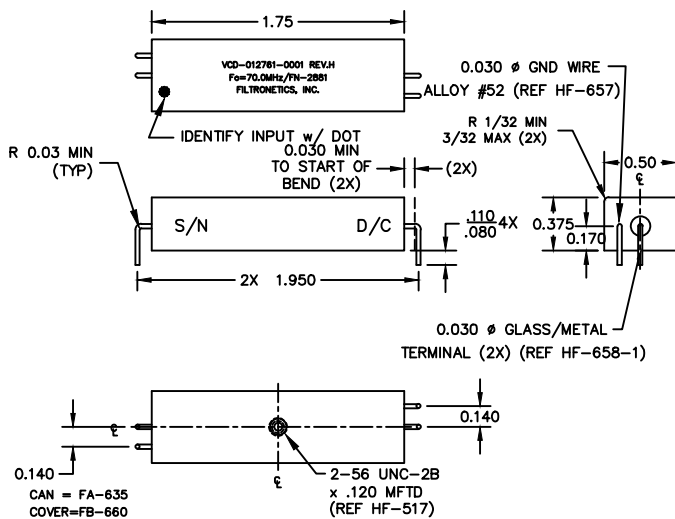 1.75
VCD-012761-0001 REV.H
Fc=70.0MHz/FN-2881
FILTRONETICS, INC.
IDENTIFY INPUT w/ DOT
0.030 ø GND WIRE
ALLOY #52 (REF HF-657)
R 1/32 MIN
3/32 MAX (2X)
R 0.03 MIN
(TYP)
0.030 MIN
TO START OF
BEND (2X)
(2X)
0.50
℄
S/N
D/C
.110
.080
4X
0.375
0.170
2X 1.950
0.030 ø GLASS/METAL
TERMINAL (2X) (REF HF-658-1)
℄
0.140
0.140
℄
2-56 UNC-2B
x .120 MFTD
(REF HF-517)
CAN = FA-635
COVER=FB-660